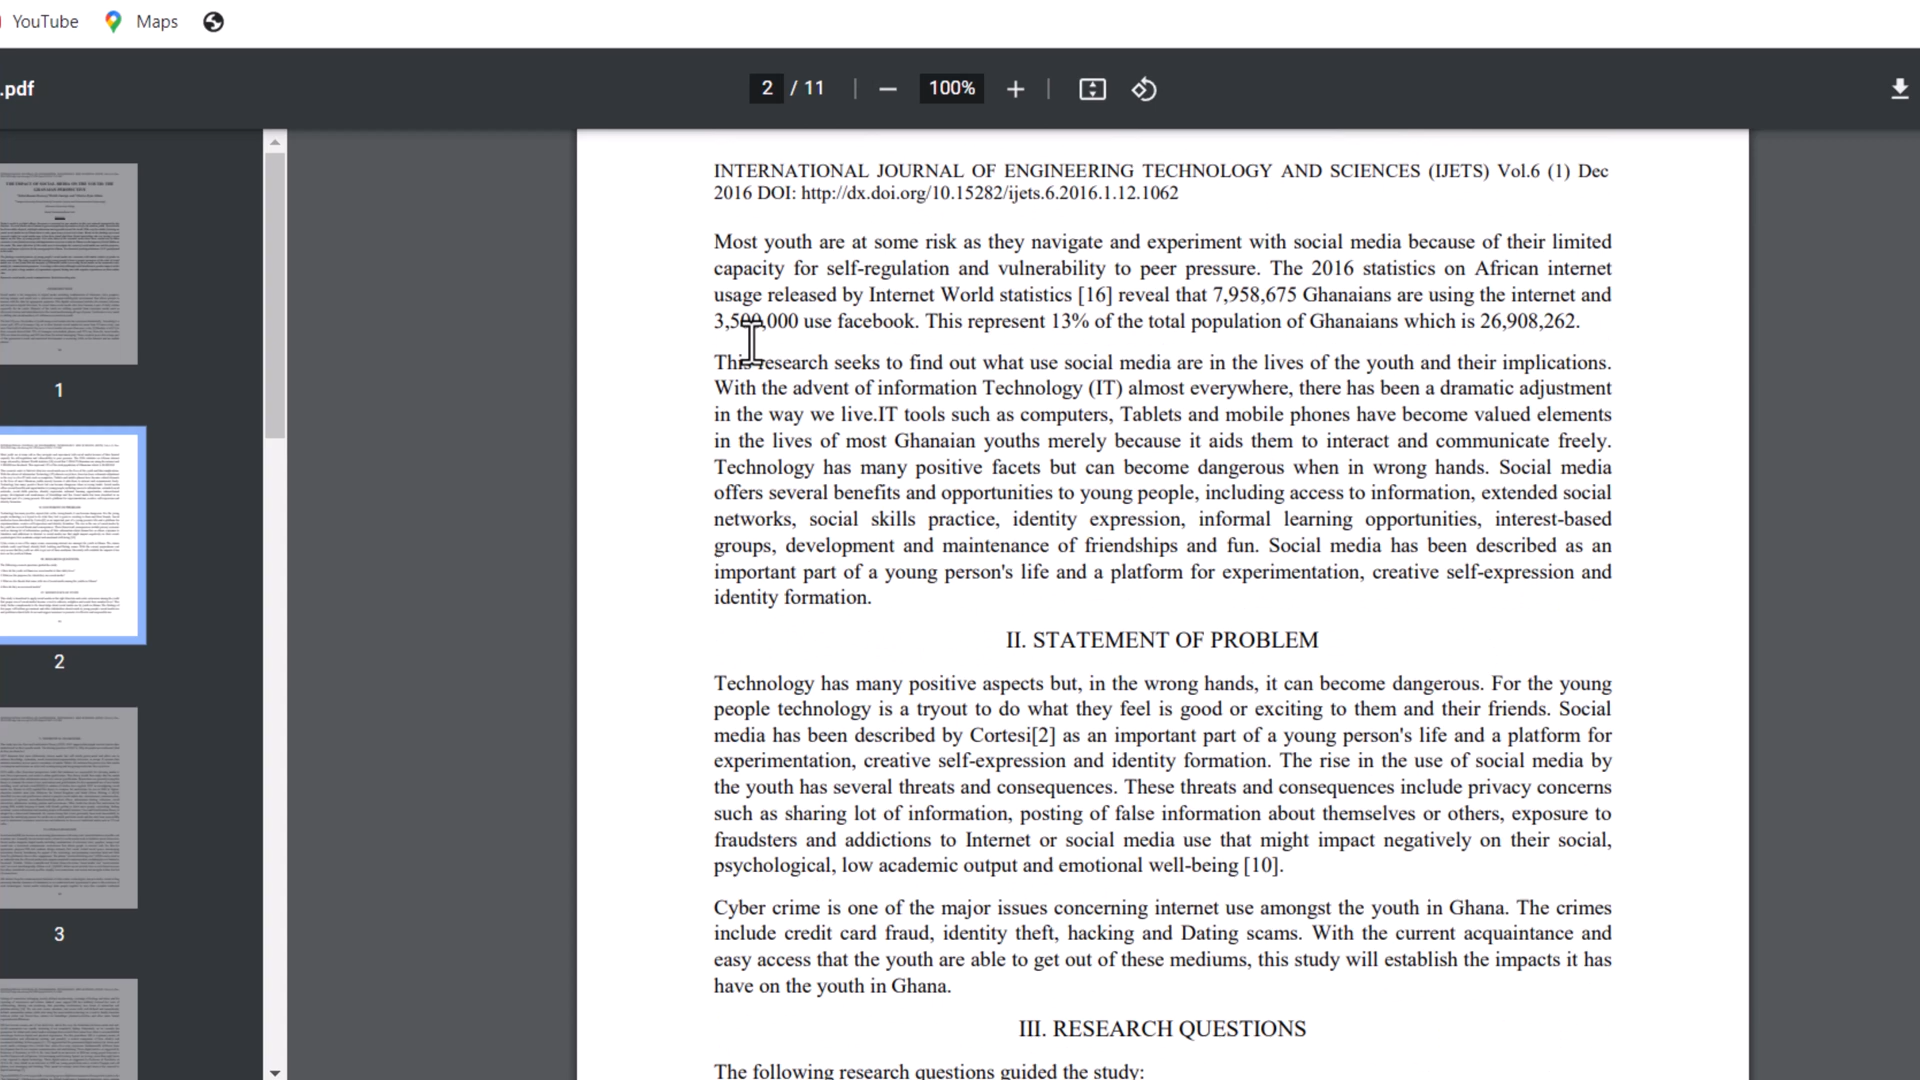 YouTube Maps
.pdf
2 / 11 100%
1
2
3
INTERNATIONAL JOURNAL OF ENGINEERING TECHNOLOGY AND SCIENCES (IJETS) Vol.6 (1) Dec
2016 DOI: http://dx.doi.org/10.15282/ijets.6.2016.1.12.1062
Most youth are at some risk as they navigate and experiment with social media because of their limited
capacity for self-regulation and vulnerability to peer pressure. The 2016 statistics on African internet
usage released by Internet World statistics [16] reveal that 7,958,675 Ghanaians are using the internet and
3,500,000 use facebook. This represent 13% of the total population of Ghanaians which is 26,908,262.
This research seeks to find out what use social media are in the lives of the youth and their implications.
With the advent of information Technology (IT) almost everywhere, there has been a dramatic adjustment
in the way we live.IT tools such as computers, Tablets and mobile phones have become valued elements
in the lives of most Ghanaian youths merely because it aids them to interact and communicate freely.
Technology has many positive facets but can become dangerous when in wrong hands. Social media
offers several benefits and opportunities to young people, including access to information, extended social
networks, social skills practice, identity expression, informal learning opportunities, interest-based
groups, development and maintenance of friendships and fun. Social media has been described as an
important part of a young person's life and a platform for experimentation, creative self-expression and
identity formation.
II. STATEMENT OF PROBLEM
Technology has many positive aspects but, in the wrong hands, it can become dangerous. For the young
people technology is a tryout to do what they feel is good or exciting to them and their friends. Social
media has been described by Cortesi[2] as an important part of a young person's life and a platform for
experimentation, creative self-expression and identity formation. The rise in the use of social media by
the youth has several threats and consequences. These threats and consequences include privacy concerns
such as sharing lot of information, posting of false information about themselves or others, exposure to
fraudsters and addictions to Internet or social media use that might impact negatively on their social,
psychological, low academic output and emotional well-being [10].
Cyber crime is one of the major issues concerning internet use amongst the youth in Ghana. The crimes
include credit card fraud, identity theft, hacking and Dating scams. With the current acquaintance and
easy access that the youth are able to get out of these mediums, this study will establish the impacts it has
have on the youth in Ghana.
III. RESEARCH QUESTIONS
The following research questions guided the study: